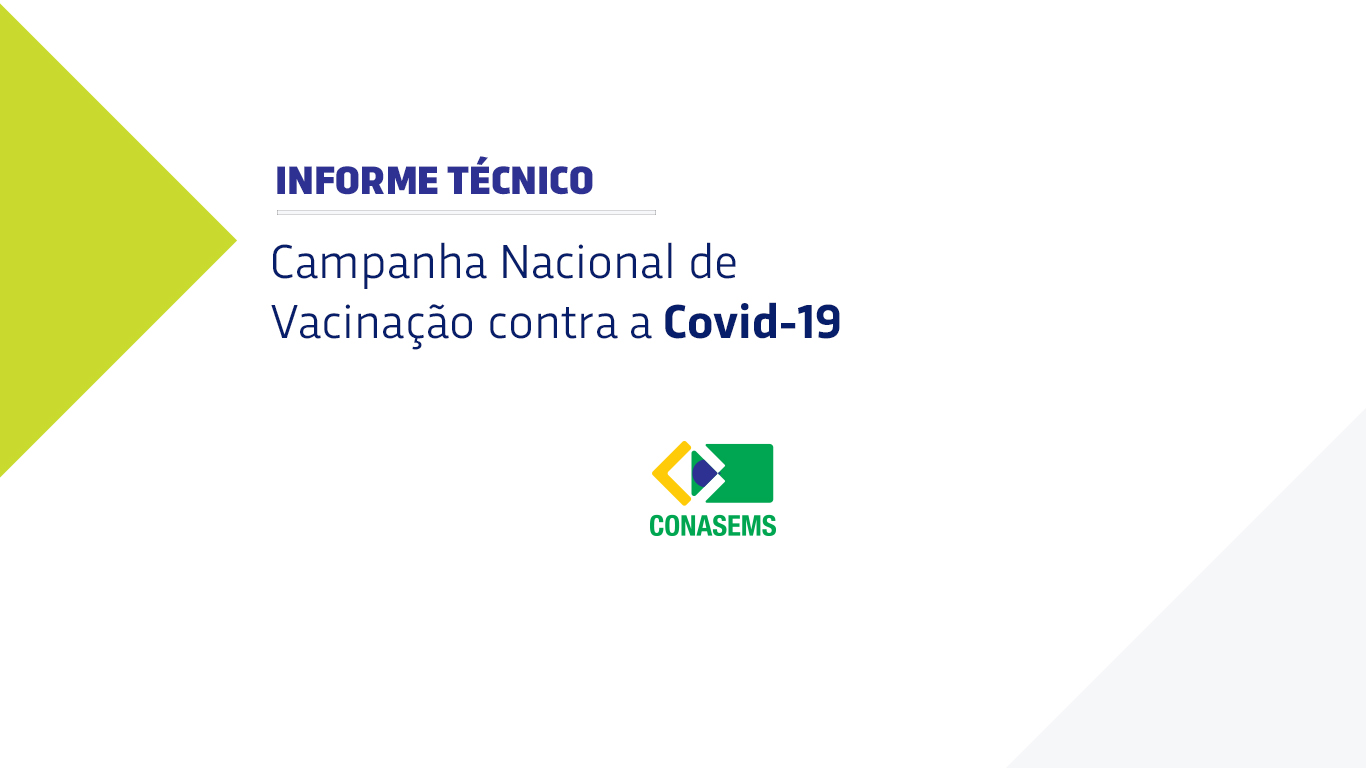 INFORME TÉCNICO
Campanha Nacional de
Vacinação contra a Covid-19
CONASEMS